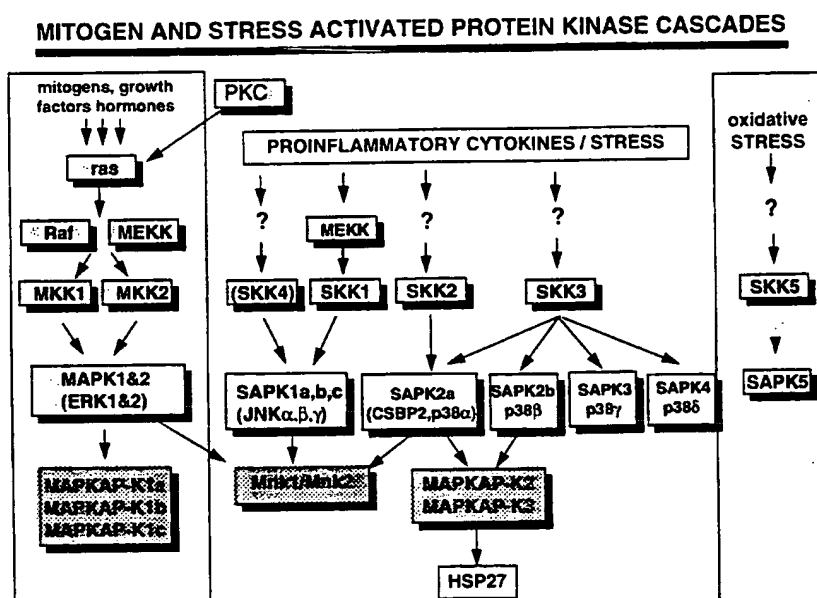 MITOGEN AND STRESS ACTIVATED PROTEIN KINASE CASCADES
mitogens, growth
factors hormones
PKC
ras
Raf
MEKK
MKK1
MKK2
MAPK1&2
(ERK1&2)
MAPKAP-K1a
MAPKAP-K1b
MAPKAP-K1c
PROINFLAMMATORY CYTOKINES / STRESS
?
MEKK
?
?
(SKK4)
SKK1
SKK2
SKK3
SAPK1a,b,c
(JNKα,β,γ)
SAPK2a
(CSBP2,p38α)
SAPK2b
p38β
SAPK3
p38γ
SAPK4
p38δ
Mnk1/Mnk2
MAPKAP-K2
MAPKAP-K3
HSP27
oxidative
STRESS
?
SKK5
SAPK5